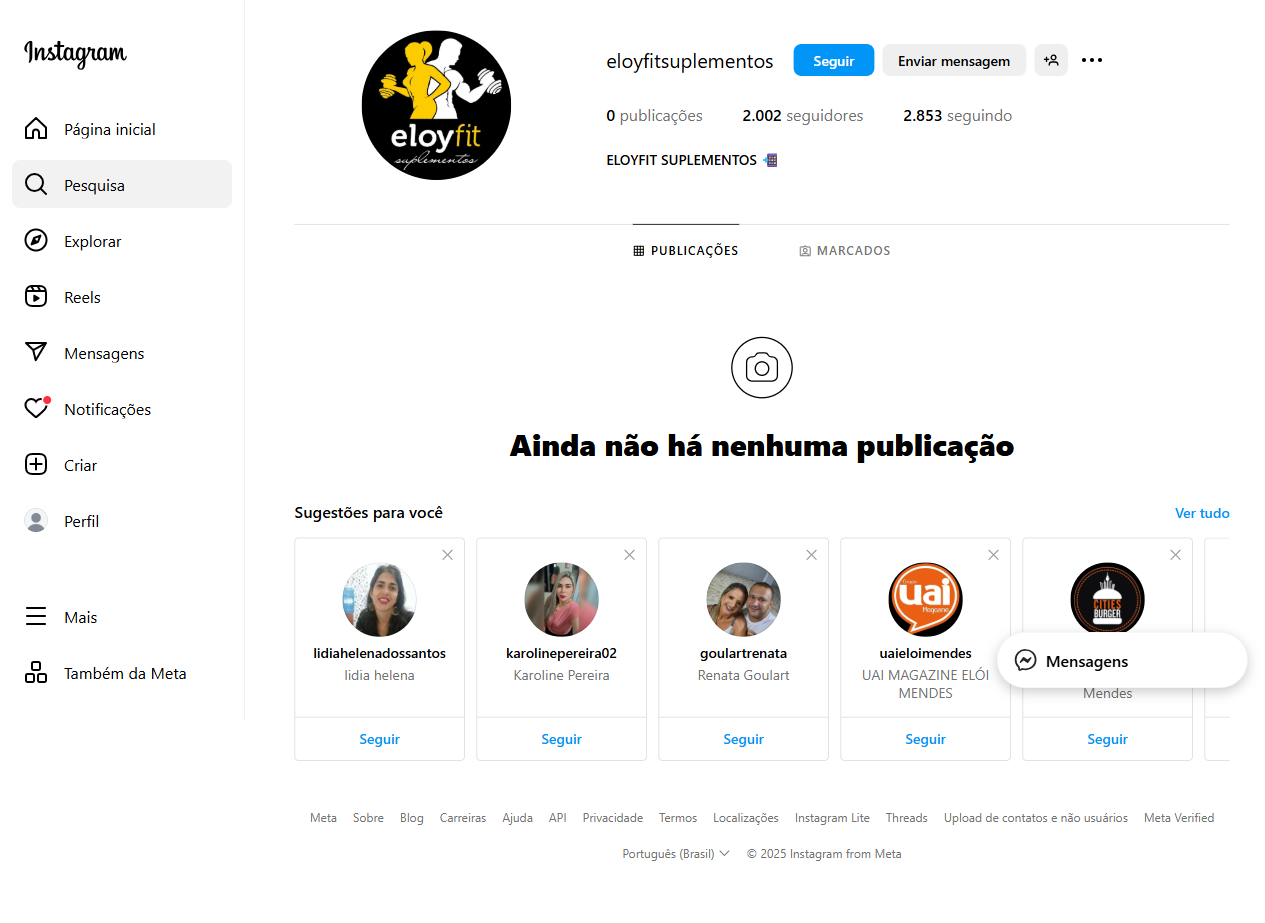 Instagram
Página inicial
Pesquisa
Explorar
Reels
Mensagens
Notificações
Criar
Perfil
Mais
Também da Meta
eloyfit
suplementos
eloyfitsuplementos
Seguir
Enviar mensagem
0 publicações
2.002 seguidores
2.853 seguindo
ELOYFIT SUPLEMENTOS
PUBLICAÇÕES
MARCADOS
Ainda não há nenhuma publicação
Sugestões para você
Ver tudo
lidiahelenadossantos
lidia helena
Seguir
karolinepereira02
Karoline Pereira
Seguir
goulartrenata
Renata Goulart
Seguir
Grupo
uai
Magazine
uaieloimendes
UAI MAGAZINE ELÓI
MENDES
Seguir
CITIES
BURGER
Mendes
Seguir
Mensagens
Meta Sobre Blog Carreiras Ajuda API Privacidade Termos Localizações Instagram Lite Threads Upload de contatos e não usuários Meta Verified
Português (Brasil) © 2025 Instagram from Meta